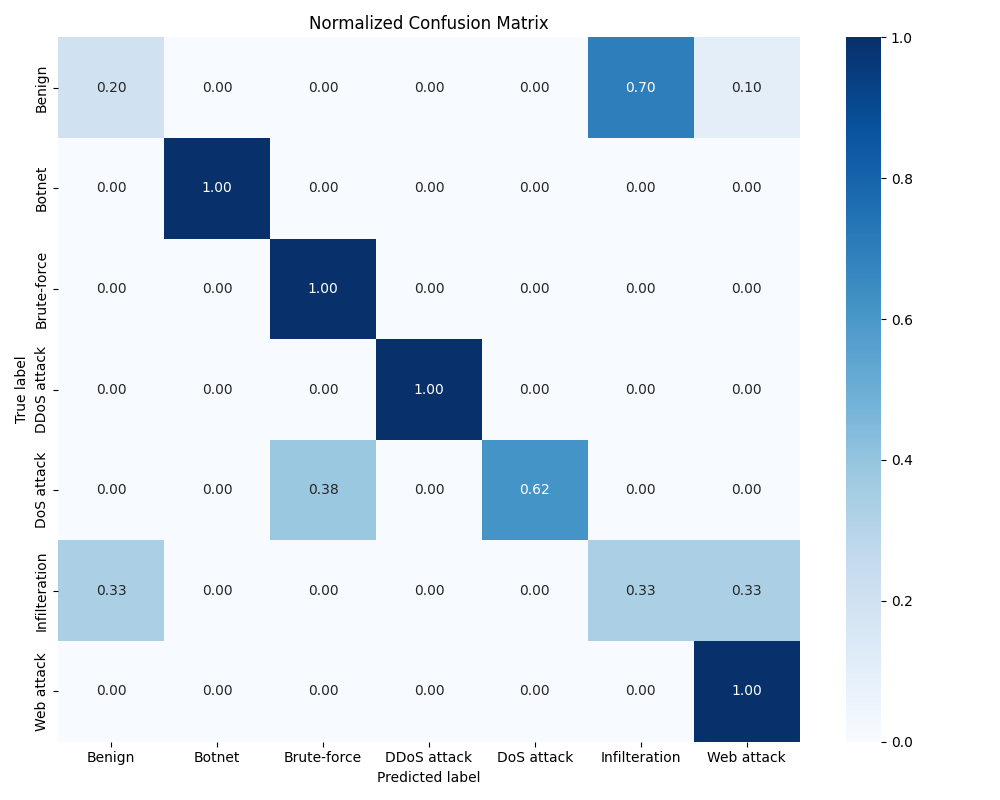 Normalized Confusion Matrix
Benign 0.20 0.00 0.00 0.00 0.00 0.70 0.10
Botnet 0.00 1.00 0.00 0.00 0.00 0.00 0.00
Brute-force 0.00 0.00 1.00 0.00 0.00 0.00 0.00
DDoS attack 0.00 0.00 0.00 1.00 0.00 0.00 0.00
DoS attack 0.00 0.00 0.38 0.00 0.62 0.00 0.00
Infilteration 0.33 0.00 0.00 0.00 0.00 0.33 0.33
Web attack 0.00 0.00 0.00 0.00 0.00 0.00 1.00
True label
Benign Botnet Brute-force DDoS attack DoS attack Infilteration Web attack
Predicted label
1.0
0.8
0.6
0.4
0.2
0.0